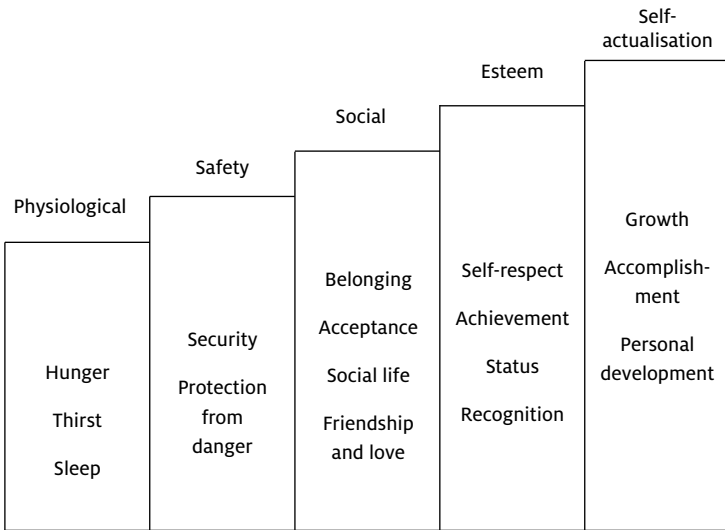 Physiological
Hunger
Thirst
Sleep
Safety
Security
Protection
from
danger
Social
Belonging
Acceptance
Social life
Friendship
and love
Esteem
Self-respect
Achievement
Status
Recognition
Self-
actualisation
Growth
Accomplish-
ment
Personal
development